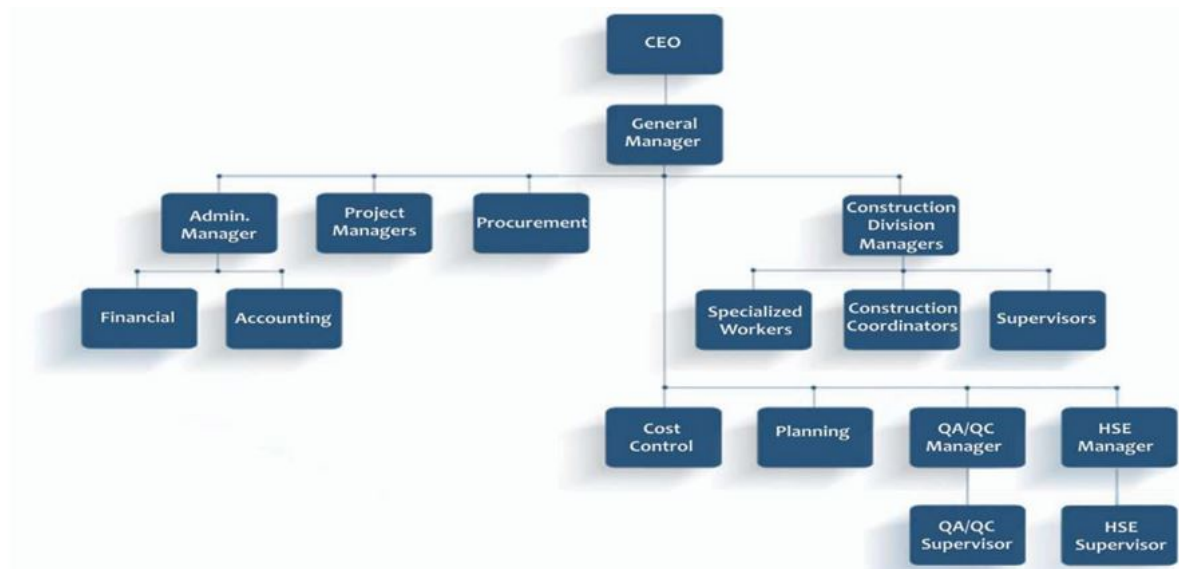 CEO
General
Manager
Admin.
Manager
Project
Managers
Procurement
Construction
Division
Managers
Financial
Accounting
Specialized
Workers
Construction
Coordinators
Supervisors
Cost
Control
Planning
QA/QC
Manager
HSE
Manager
QA/QC
Supervisor
HSE
Supervisor